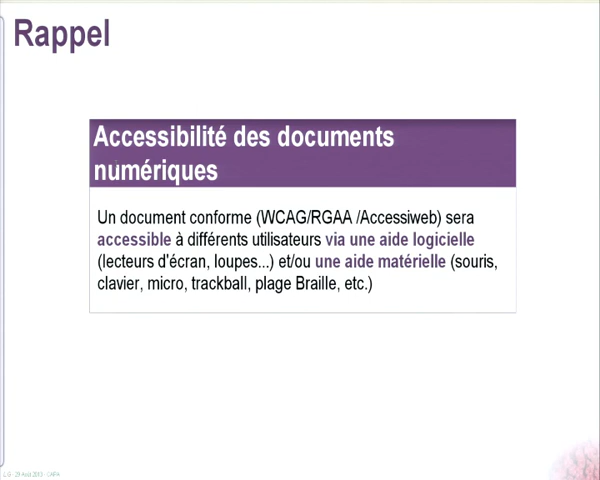 Rappel
Accessibilité des documents
numériques
Un document conforme (WCAG/RGAA /Accessiweb) sera
accessible à différents utilisateurs via une aide logicielle
(lecteurs d'écran, loupes...) et/ou une aide matérielle (souris,
clavier, micro, trackball, plage Braille, etc.)